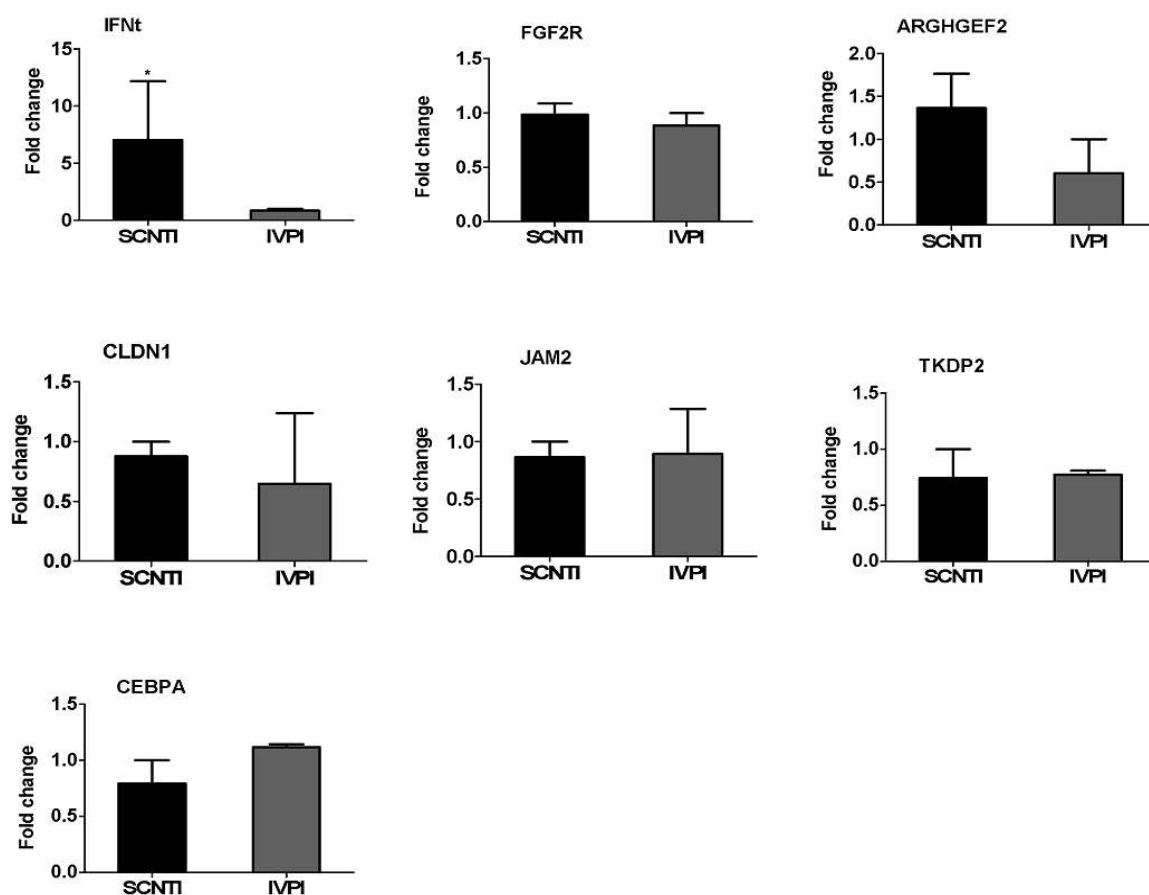 IFNt
Fold change
15
10
5
0
*
SCNTI
IVPI
FGF2R
Fold change
1.5
1.0
0.5
0.0
SCNTI
IVPI
ARGHGEF2
Fold change
2.0
1.5
1.0
0.5
0.0
SCNTI
IVPI
CLDN1
Fold change
1.5
1.0
0.5
0.0
SCNTI
IVPI
JAM2
Fold change
1.5
1.0
0.5
0.0
SCNTI
IVPI
TKDP2
Fold change
1.5
1.0
0.5
0.0
SCNTI
IVPI
CEBPA
Fold change
1.5
1.0
0.5
0.0
SCNTI
IVPI